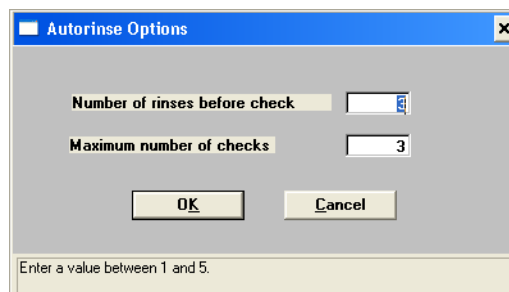 Autorinse Options
Number of rinses before check 3
Maximum number of checks 3
OK Cancel
Enter a value between 1 and 5.